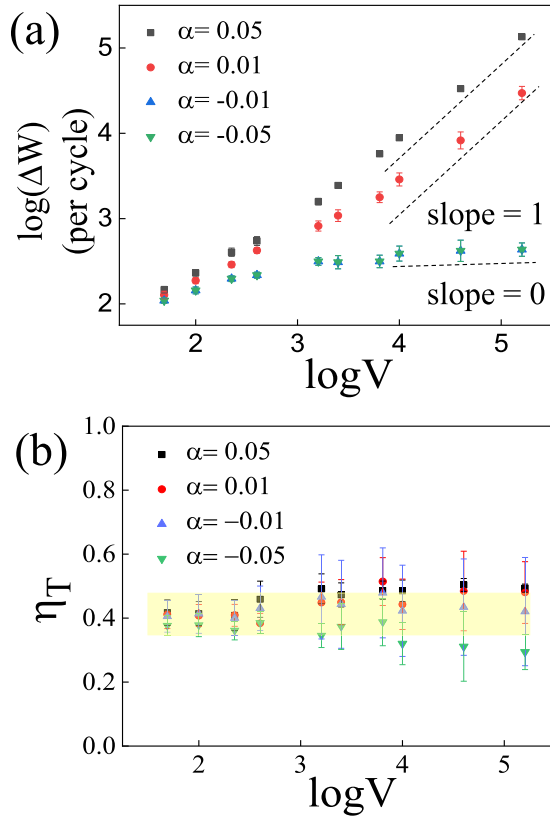 (a)
α= 0.05
α= 0.01
α= -0.01
α= -0.05
log(ΔW)
(per cycle)
5
4
3
2
slope = 1
slope = 0
2
3
4
5
logV
(b)
α= 0.05
α= 0.01
α= −0.01
α= −0.05
η_T
1.0
0.8
0.6
0.4
0.2
0.0
2
3
4
5
logV